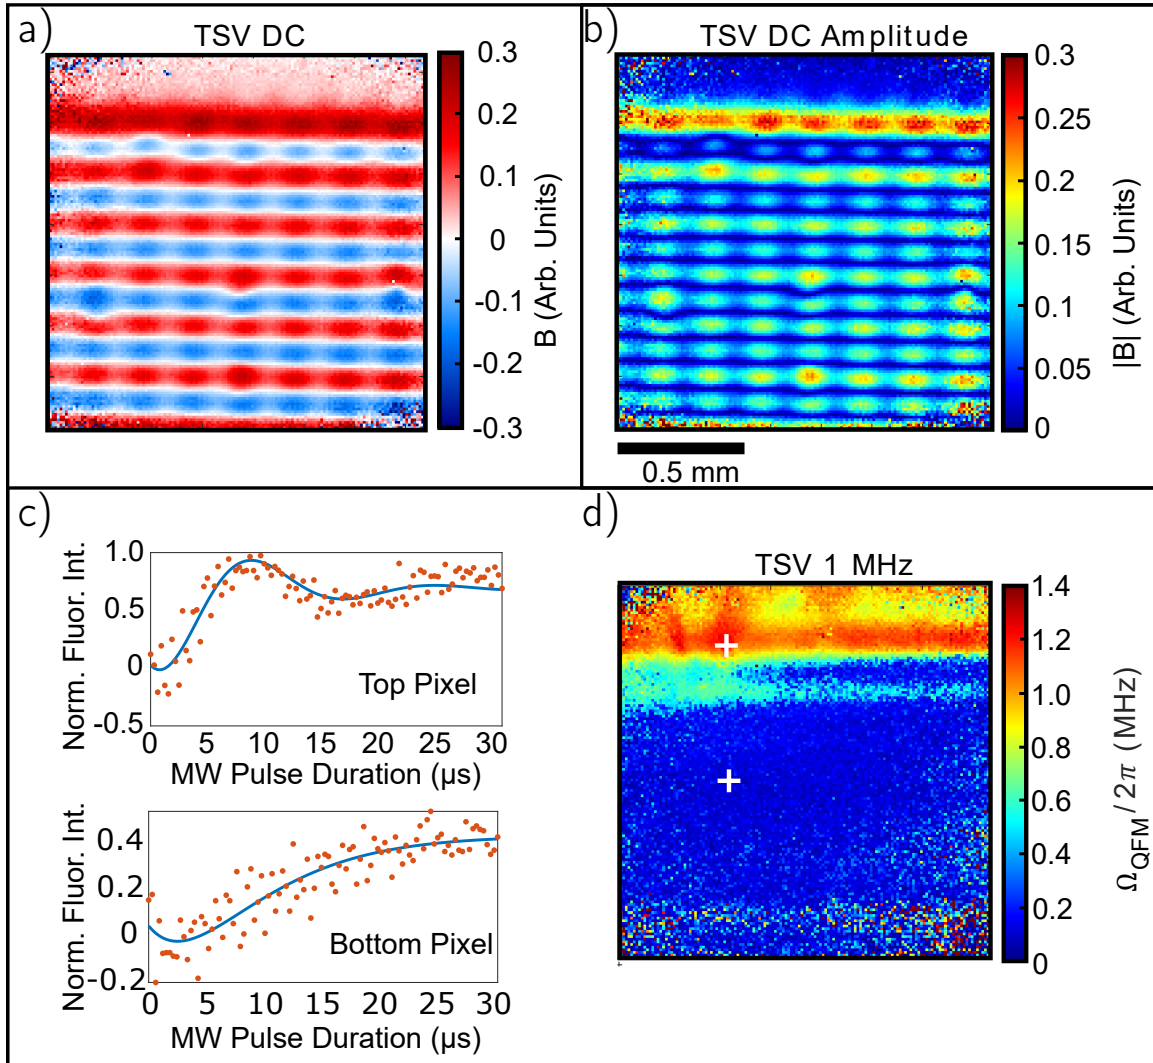 a)
TSV DC
0.3
0.2
0.1
0
-0.1
-0.2
-0.3
B (Arb. Units)
b)
TSV DC Amplitude
0.3
0.25
0.2
0.15
0.1
0.05
0
|B| (Arb. Units)
0.5 mm
c)
Norm. Fluor. Int.
1.0
0.5
0
-0.5
Top Pixel
0 5 10 15 20 25 30
MW Pulse Duration (μs)
Norm. Fluor. Int.
0.4
0.2
0
-0.2
Bottom Pixel
0 5 10 15 20 25 30
MW Pulse Duration (μs)
d)
TSV 1 MHz
1.4
1.2
1.0
0.8
0.6
0.4
0.2
0
Ω_QFM / 2π (MHz)